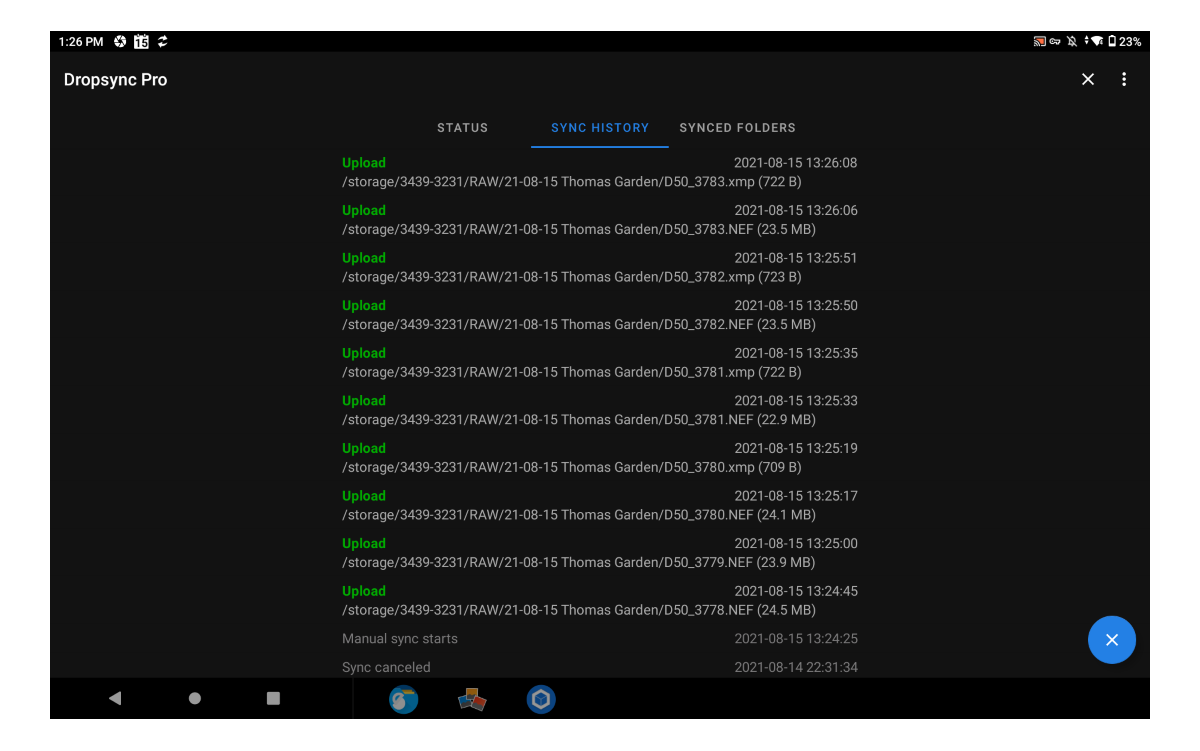 1:26 PM 15 23%
Dropsync Pro
STATUS SYNC HISTORY SYNCED FOLDERS
Upload 2021-08-15 13:26:08
/storage/3439-3231/RAW/21-08-15 Thomas Garden/D50_3783.xmp (722 B)
Upload 2021-08-15 13:26:06
/storage/3439-3231/RAW/21-08-15 Thomas Garden/D50_3783.NEF (23.5 MB)
Upload 2021-08-15 13:25:51
/storage/3439-3231/RAW/21-08-15 Thomas Garden/D50_3782.xmp (723 B)
Upload 2021-08-15 13:25:50
/storage/3439-3231/RAW/21-08-15 Thomas Garden/D50_3782.NEF (23.5 MB)
Upload 2021-08-15 13:25:35
/storage/3439-3231/RAW/21-08-15 Thomas Garden/D50_3781.xmp (722 B)
Upload 2021-08-15 13:25:33
/storage/3439-3231/RAW/21-08-15 Thomas Garden/D50_3781.NEF (22.9 MB)
Upload 2021-08-15 13:25:19
/storage/3439-3231/RAW/21-08-15 Thomas Garden/D50_3780.xmp (709 B)
Upload 2021-08-15 13:25:17
/storage/3439-3231/RAW/21-08-15 Thomas Garden/D50_3780.NEF (24.1 MB)
Upload 2021-08-15 13:25:00
/storage/3439-3231/RAW/21-08-15 Thomas Garden/D50_3779.NEF (23.9 MB)
Upload 2021-08-15 13:24:45
/storage/3439-3231/RAW/21-08-15 Thomas Garden/D50_3778.NEF (24.5 MB)
Manual sync starts 2021-08-15 13:24:25
Sync canceled 2021-08-14 22:31:34